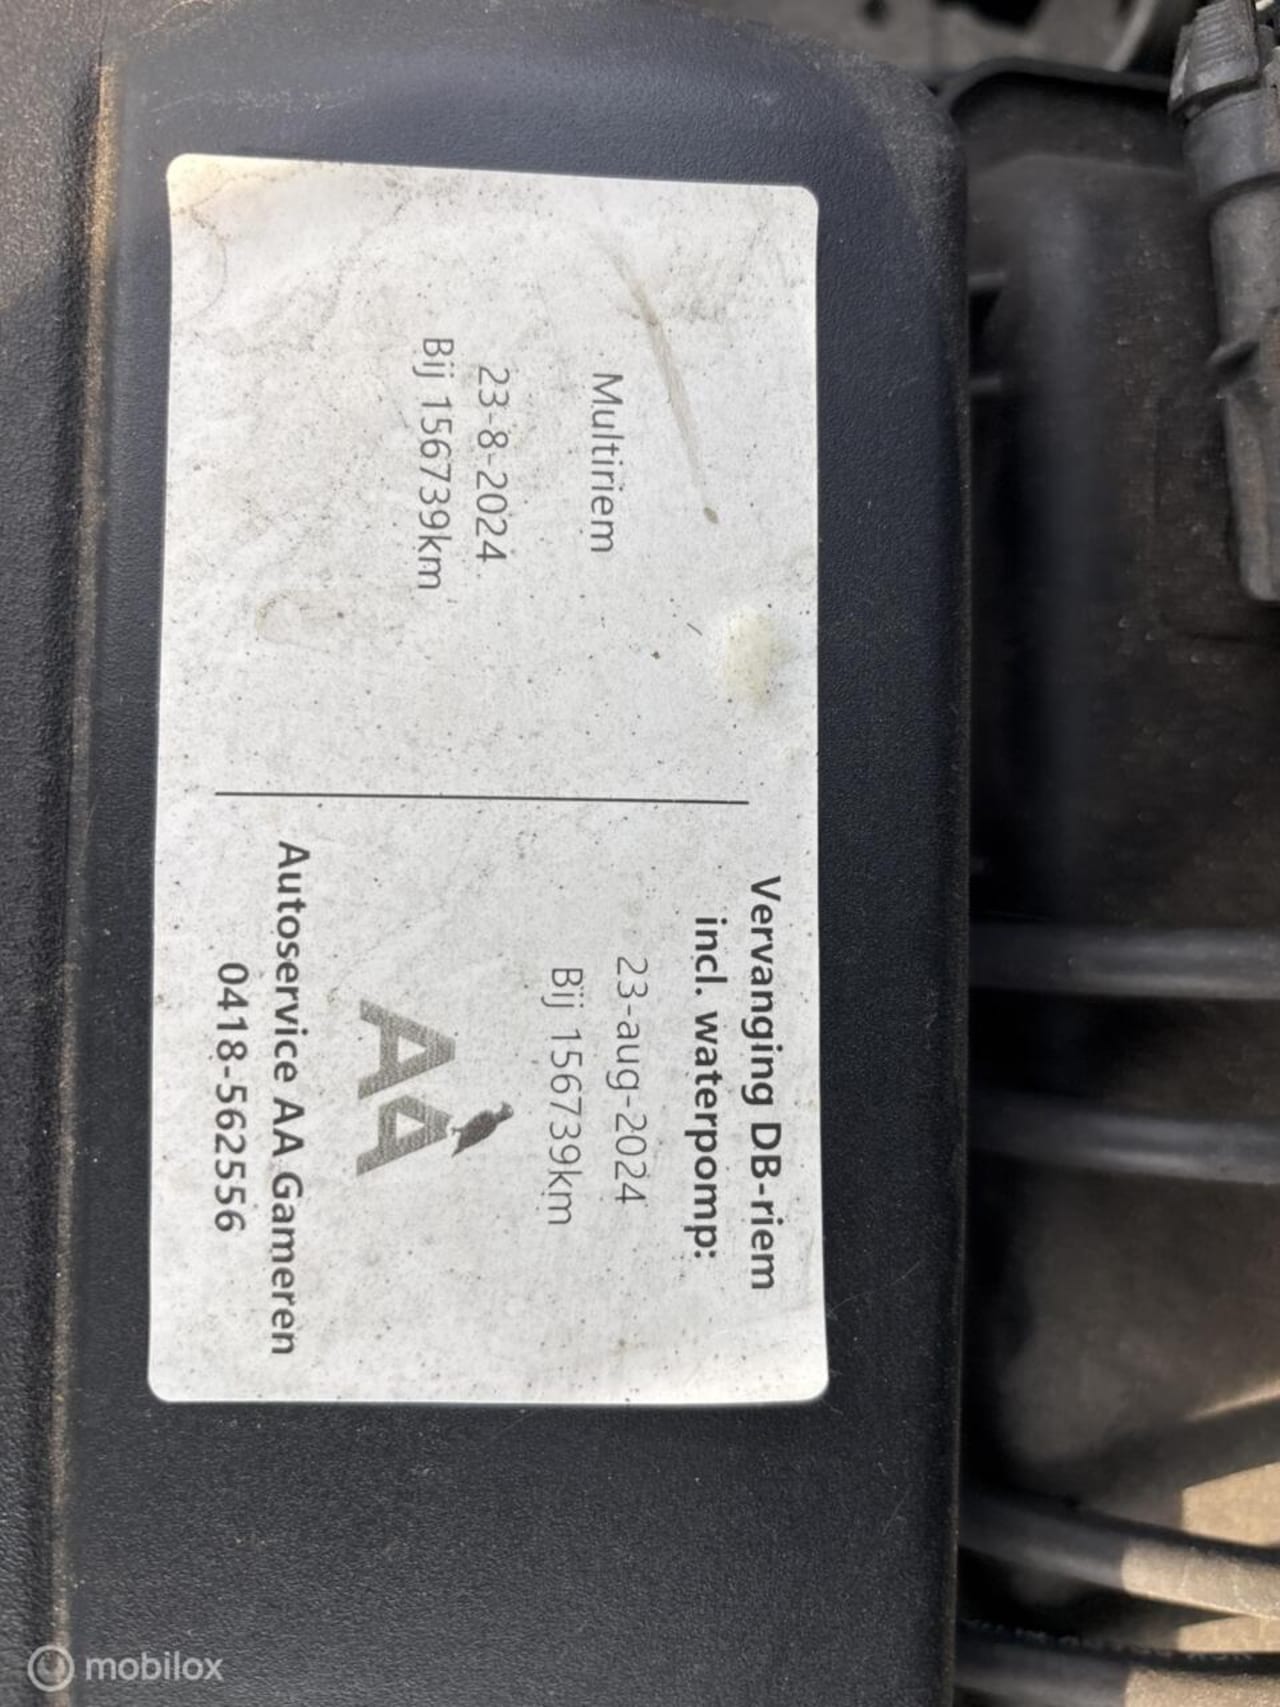 Multiriem
23-8-2024
Bij 156739km
Vervanging DB-riem
incl. waterpomp:
23-aug-2024
Bij 156739km
AA
Autoservice AA Gameren
0418-562556
mobilox